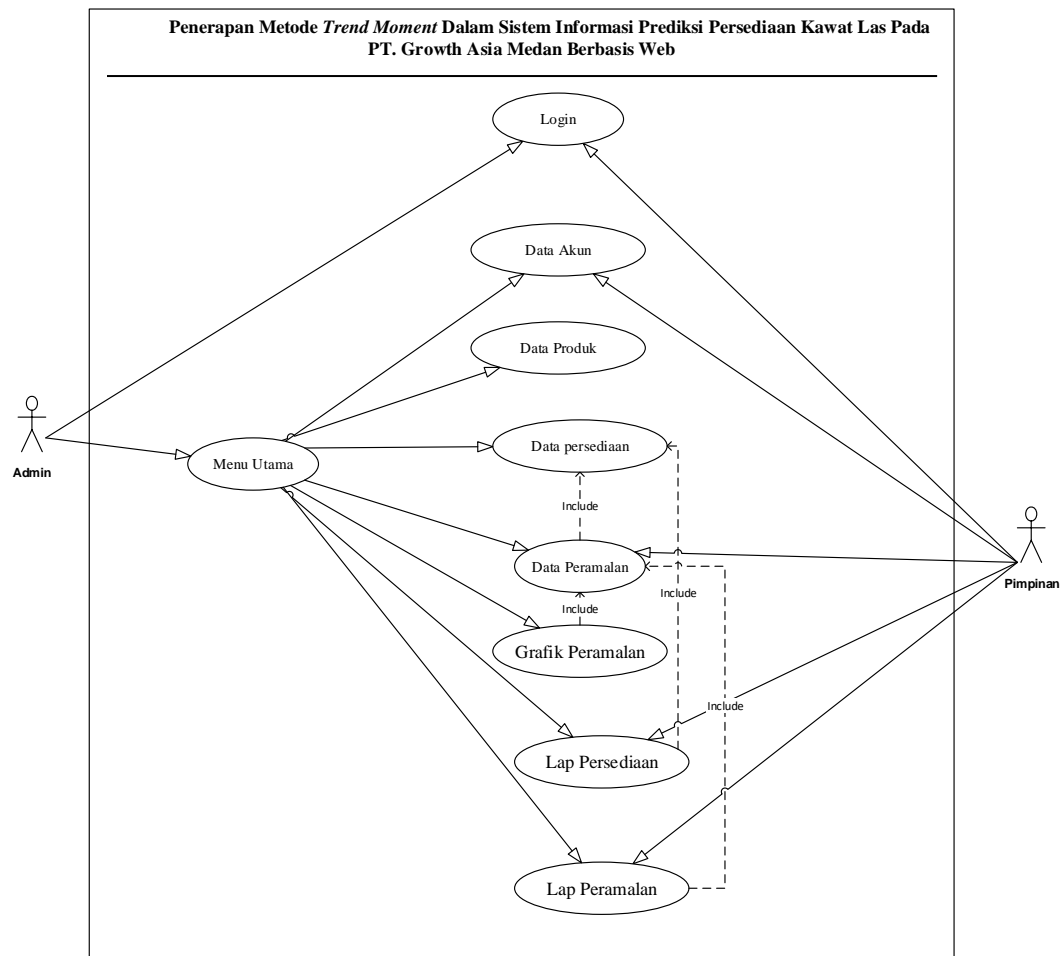 Penerapan Metode Trend Moment Dalam Sistem Informasi Prediksi Persediaan Kawat Las Pada
PT. Growth Asia Medan Berbasis Web
Login
Data Akun
Data Produk
Data persediaan
Admin
Menu Utama
Include
Data Peramalan
Pimpinan
Include
Include
Grafik Peramalan
Include
Lap Persediaan
Lap Peramalan